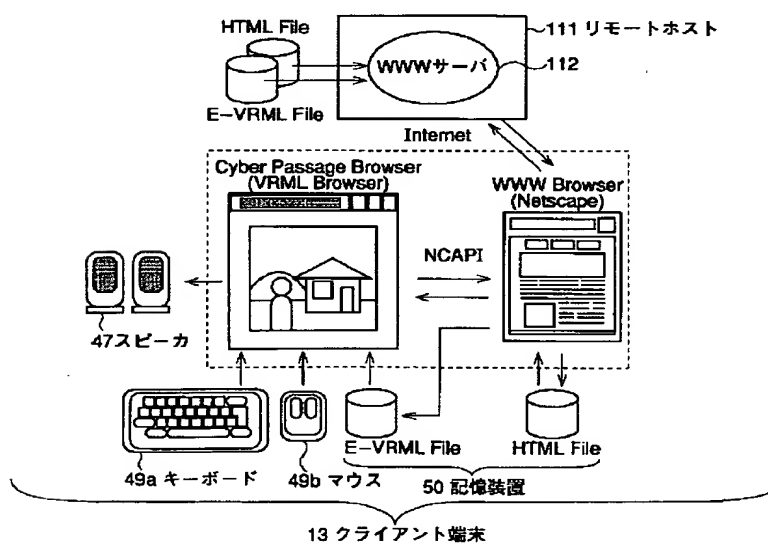 HTML File
E-VRML File
WWWサーバ
111 リモートホスト
112
Internet
Cyber Passage Browser
(VRML Browser)
WWW Browser
(Netscape)
NCAPI
47スピーカ
49a キーボード
49b マウス
E-VRML File
HTML File
50 記憶装置
13 クライアント端末